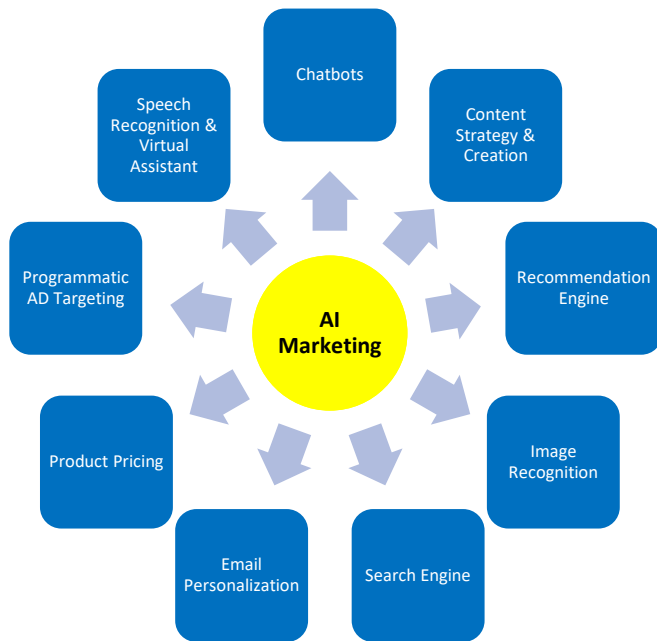 Chatbots
Content
Strategy &
Creation
Recommendation
Engine
Image
Recognition
Search Engine
Email
Personalization
Product Pricing
Programmatic
AD Targeting
Speech
Recognition &
Virtual
Assistant
AI
Marketing